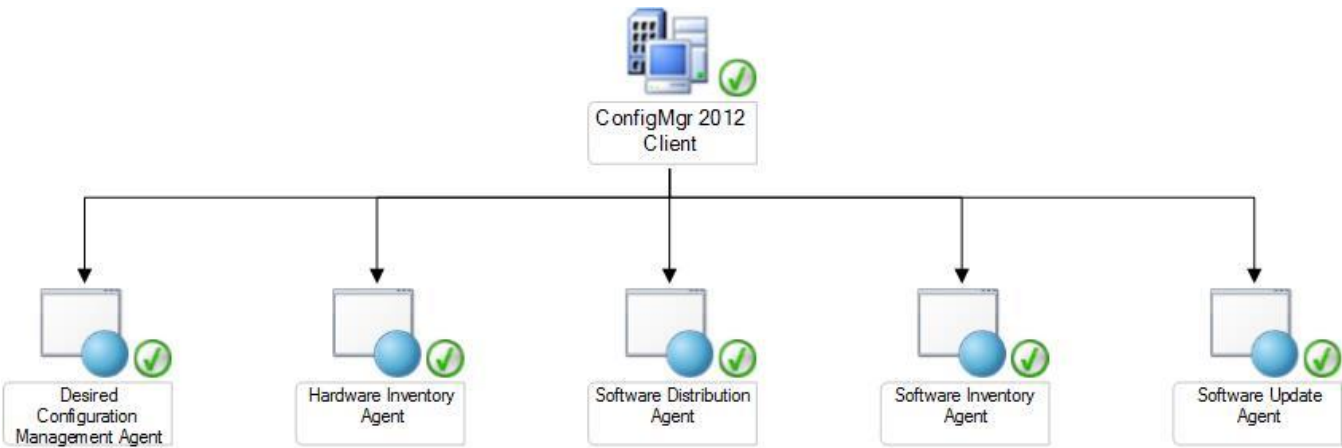 ConfigMgr 2012
Client
Desired
Configuration
Management Agent
Hardware Inventory
Agent
Software Distribution
Agent
Software Inventory
Agent
Software Update
Agent